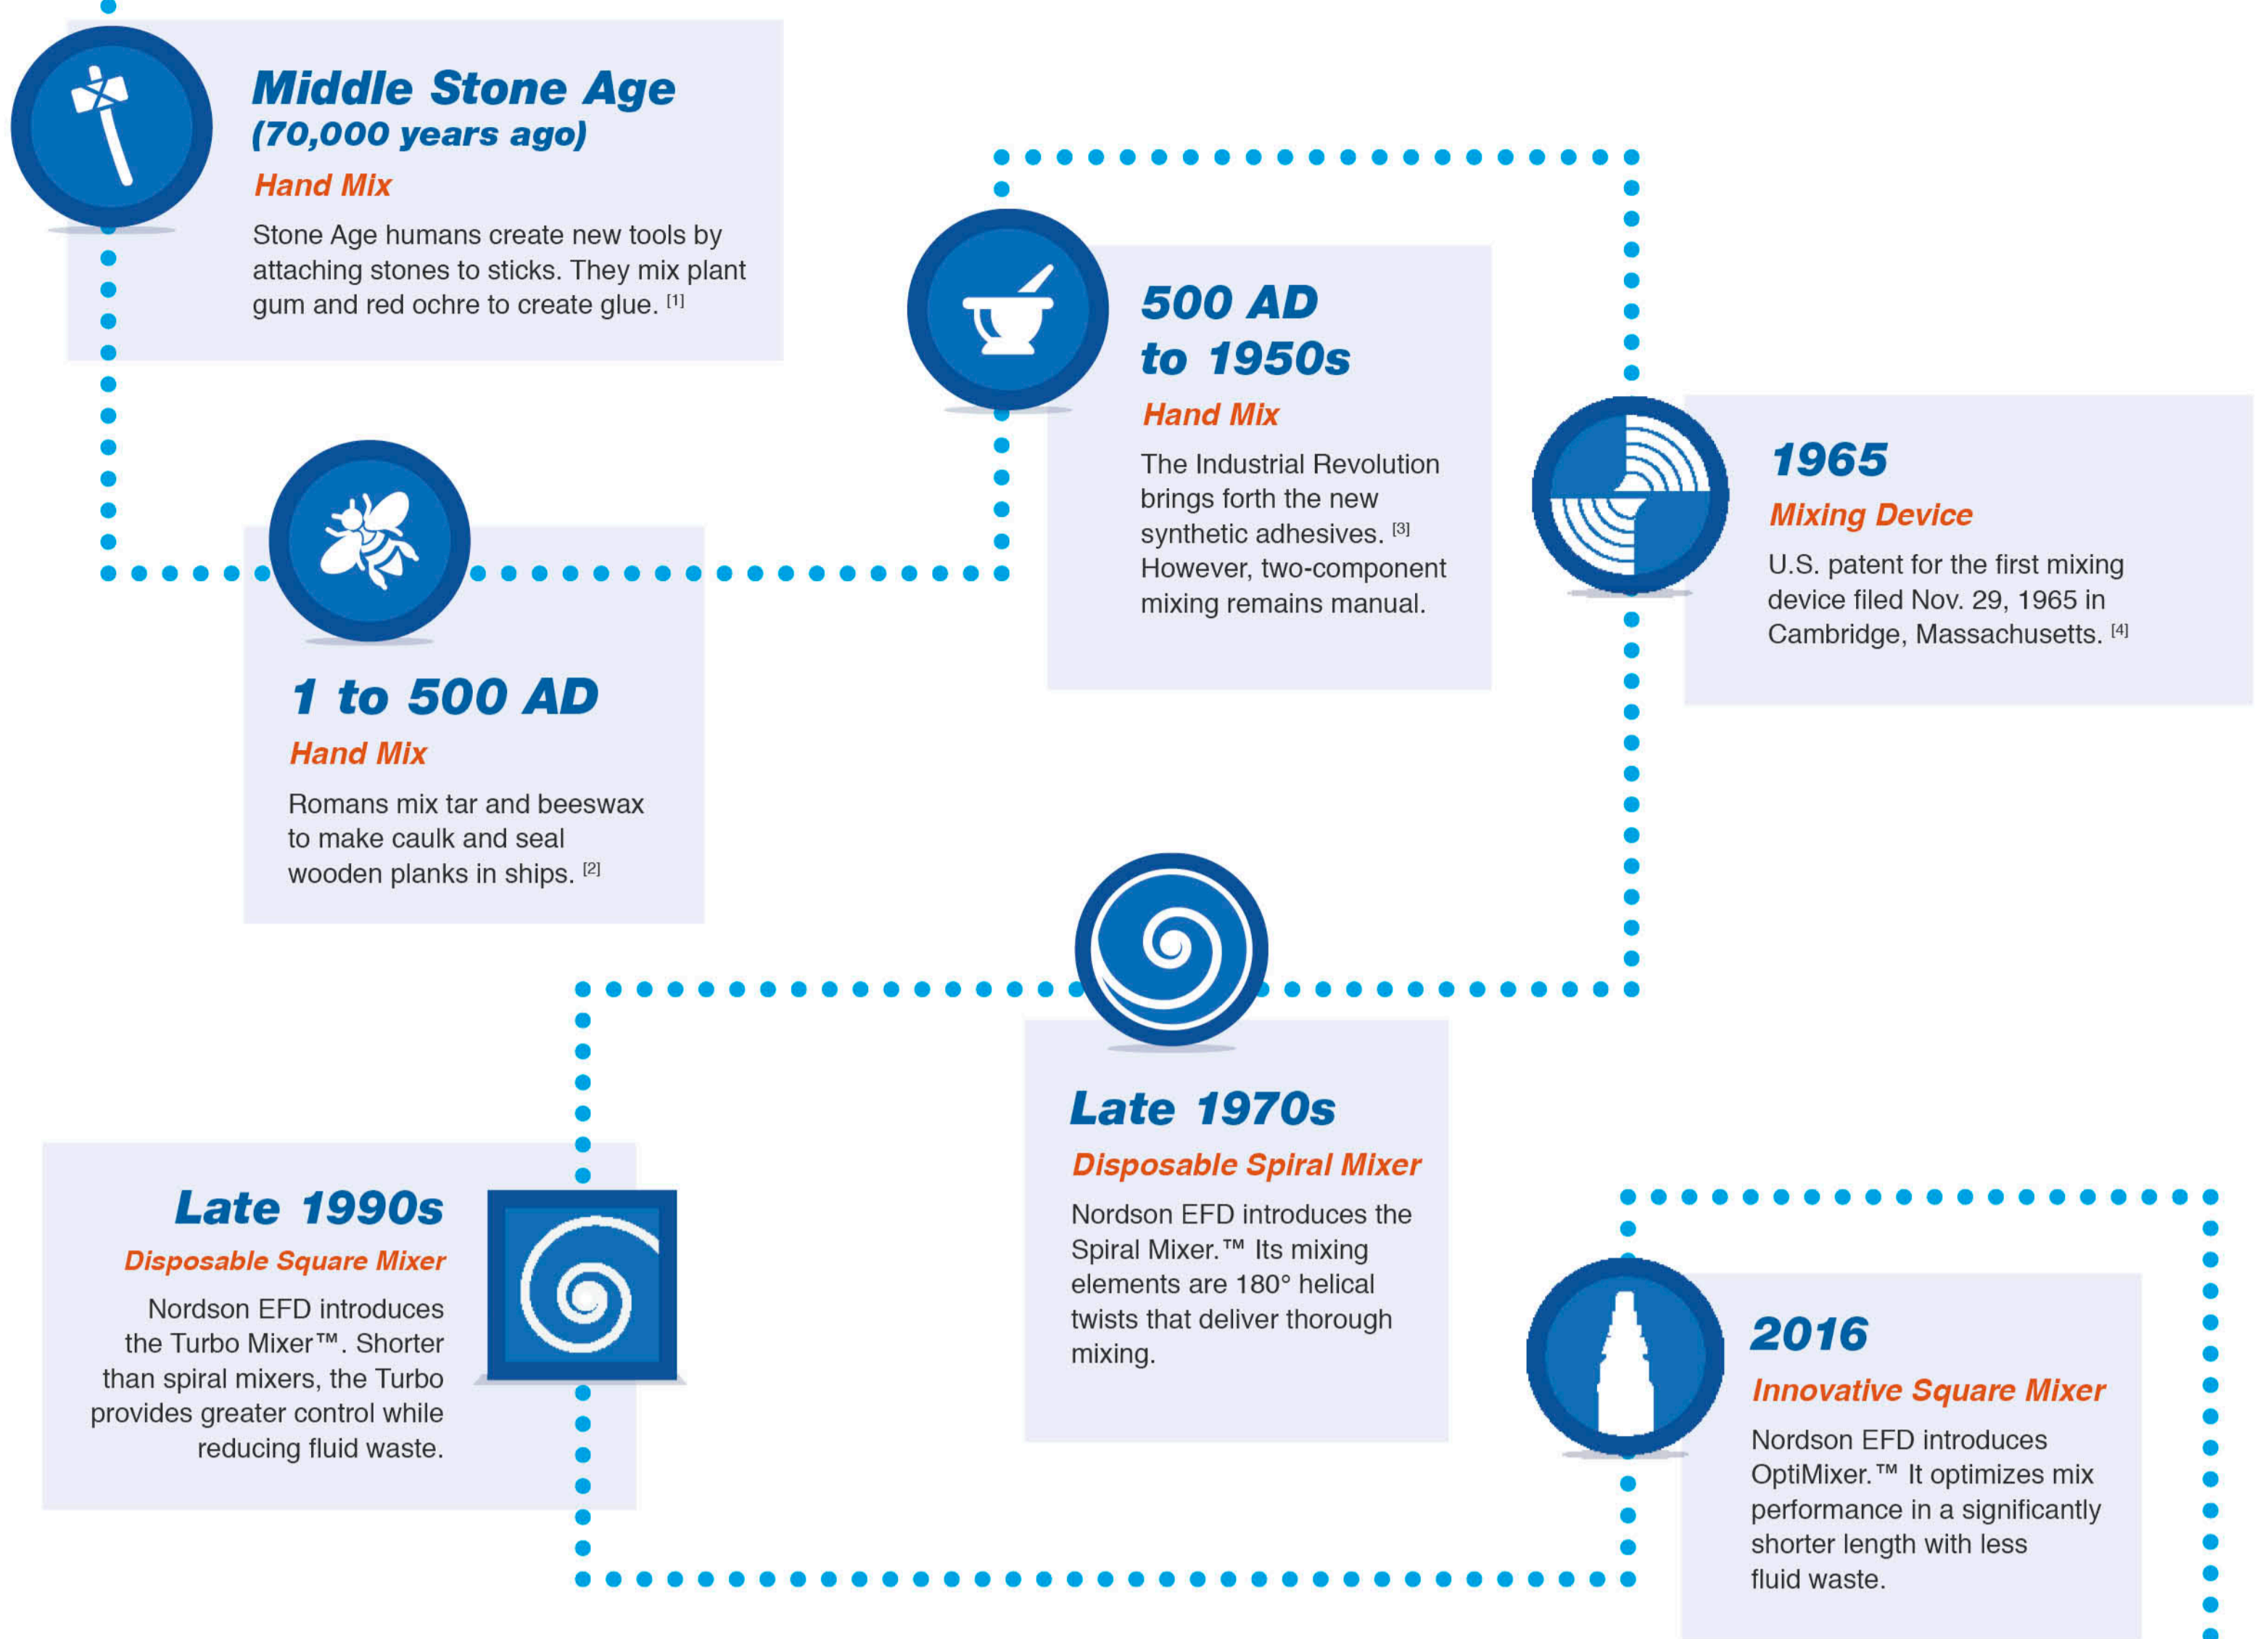 Middle Stone Age
(70,000 years ago)
Hand Mix
Stone Age humans create new tools by
attaching stones to sticks. They mix plant
gum and red ochre to create glue. [1]
1 to 500 AD
Hand Mix
Romans mix tar and beeswax
to make caulk and seal
wooden planks in ships. [2]
500 AD
to 1950s
Hand Mix
The Industrial Revolution
brings forth the new
synthetic adhesives. [3]
However, two-component
mixing remains manual.
1965
Mixing Device
U.S. patent for the first mixing
device filed Nov. 29, 1965 in
Cambridge, Massachusetts. [4]
Late 1970s
Disposable Spiral Mixer
Nordson EFD introduces the
Spiral Mixer.™ Its mixing
elements are 180° helical
twists that deliver thorough
mixing.
Late 1990s
Disposable Square Mixer
Nordson EFD introduces
the Turbo Mixer™. Shorter
than spiral mixers, the Turbo
provides greater control while
reducing fluid waste.
2016
Innovative Square Mixer
Nordson EFD introduces
OptiMixer.™ It optimizes mix
performance in a significantly
shorter length with less
fluid waste.